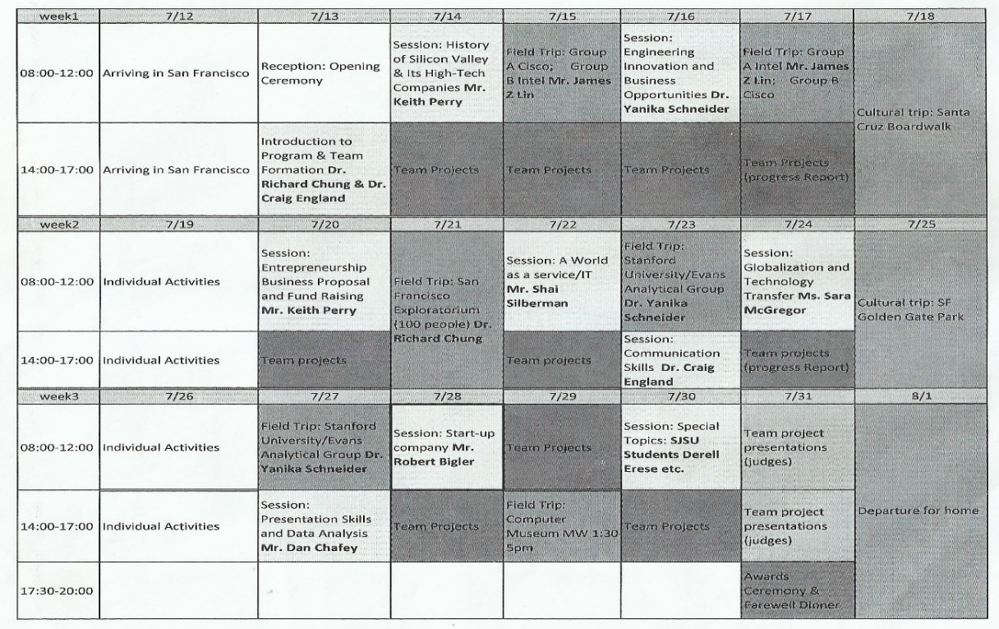 week1 7/12 7/13 7/14 7/15 7/16 7/17 7/18
08:00-12:00
Arriving in San Francisco
Reception: Opening
Ceremony
Session: History
of Silicon Valley
& Its High-Tech
Companies Mr.
Keith Perry
Field Trip: Group
A Cisco; Group
B Intel Mr. James
Z Lin
Session:
Engineering
Innovation and
Business
Opportunities Dr.
Yanika Schneider
Field Trip: Group
A Intel Mr. James
Z Lin; Group B
Cisco
Cultural trip: Santa
Cruz Boardwalk
14:00-17:00
Arriving in San Francisco
Introduction to
Program & Team
Formation Dr.
Richard Chung & Dr.
Craig England
Team Projects
Team Projects
Team Projects
Team Projects
(progress Report)
week2 7/19 7/20 7/21 7/22 7/23 7/24 7/25
08:00-12:00
Individual Activities
Session:
Entrepreneurship
Business Proposal
and Fund Raising
Mr. Keith Perry
Field Trip: San
Francisco
Exploratorium
(100 people) Dr.
Richard Chung
Session: A World
as a service/IT
Mr. Shai
Silberman
Field Trip:
Stanford
University/Evans
Analytical Group
Dr. Yanika
Schneider
Session:
Globalization and
Technology
Transfer Ms. Sara
McGregor
Cultural trip: SF
Golden Gate Park
14:00-17:00
Individual Activities
Team projects
Team projects
Session:
Communication
Skills Dr. Craig
England
Team projects
(progress Report)
week3 7/26 7/27 7/28 7/29 7/30 7/31 8/1
08:00-12:00
Individual Activities
Field Trip: Stanford
University/Evans
Analytical Group Dr.
Yanika Schneider
Session: Start-up
company Mr.
Robert Bigler
Team Projects
Session: Special
Topics: SJSU
Students Derell
Erese etc.
Team project
presentations
(judges)
Departure for home
14:00-17:00
Individual Activities
Session:
Presentation Skills
and Data Analysis
Mr. Dan Chafey
Team Projects
Field Trip:
Computer
Museum MW 1:30-
5pm
Team Projects
Team project
presentations
(judges)
17:30-20:00
Awards
Ceremony &
Farewell Dinner